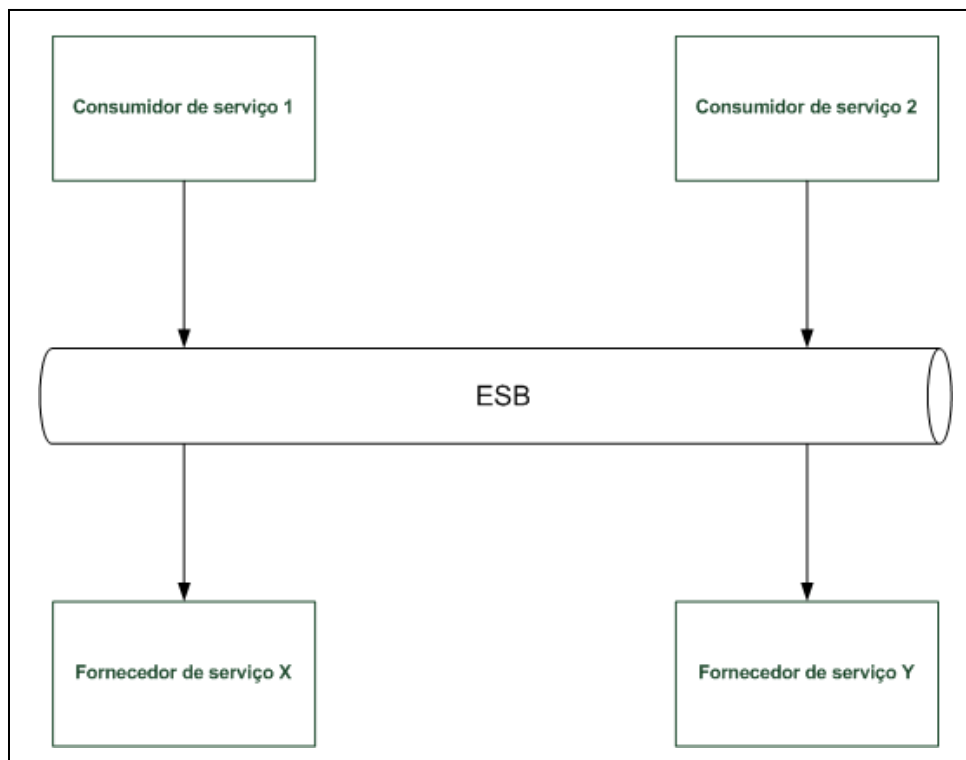 Consumidor de serviço 1
Consumidor de serviço 2
ESB
Fornecedor de serviço X
Fornecedor de serviço Y